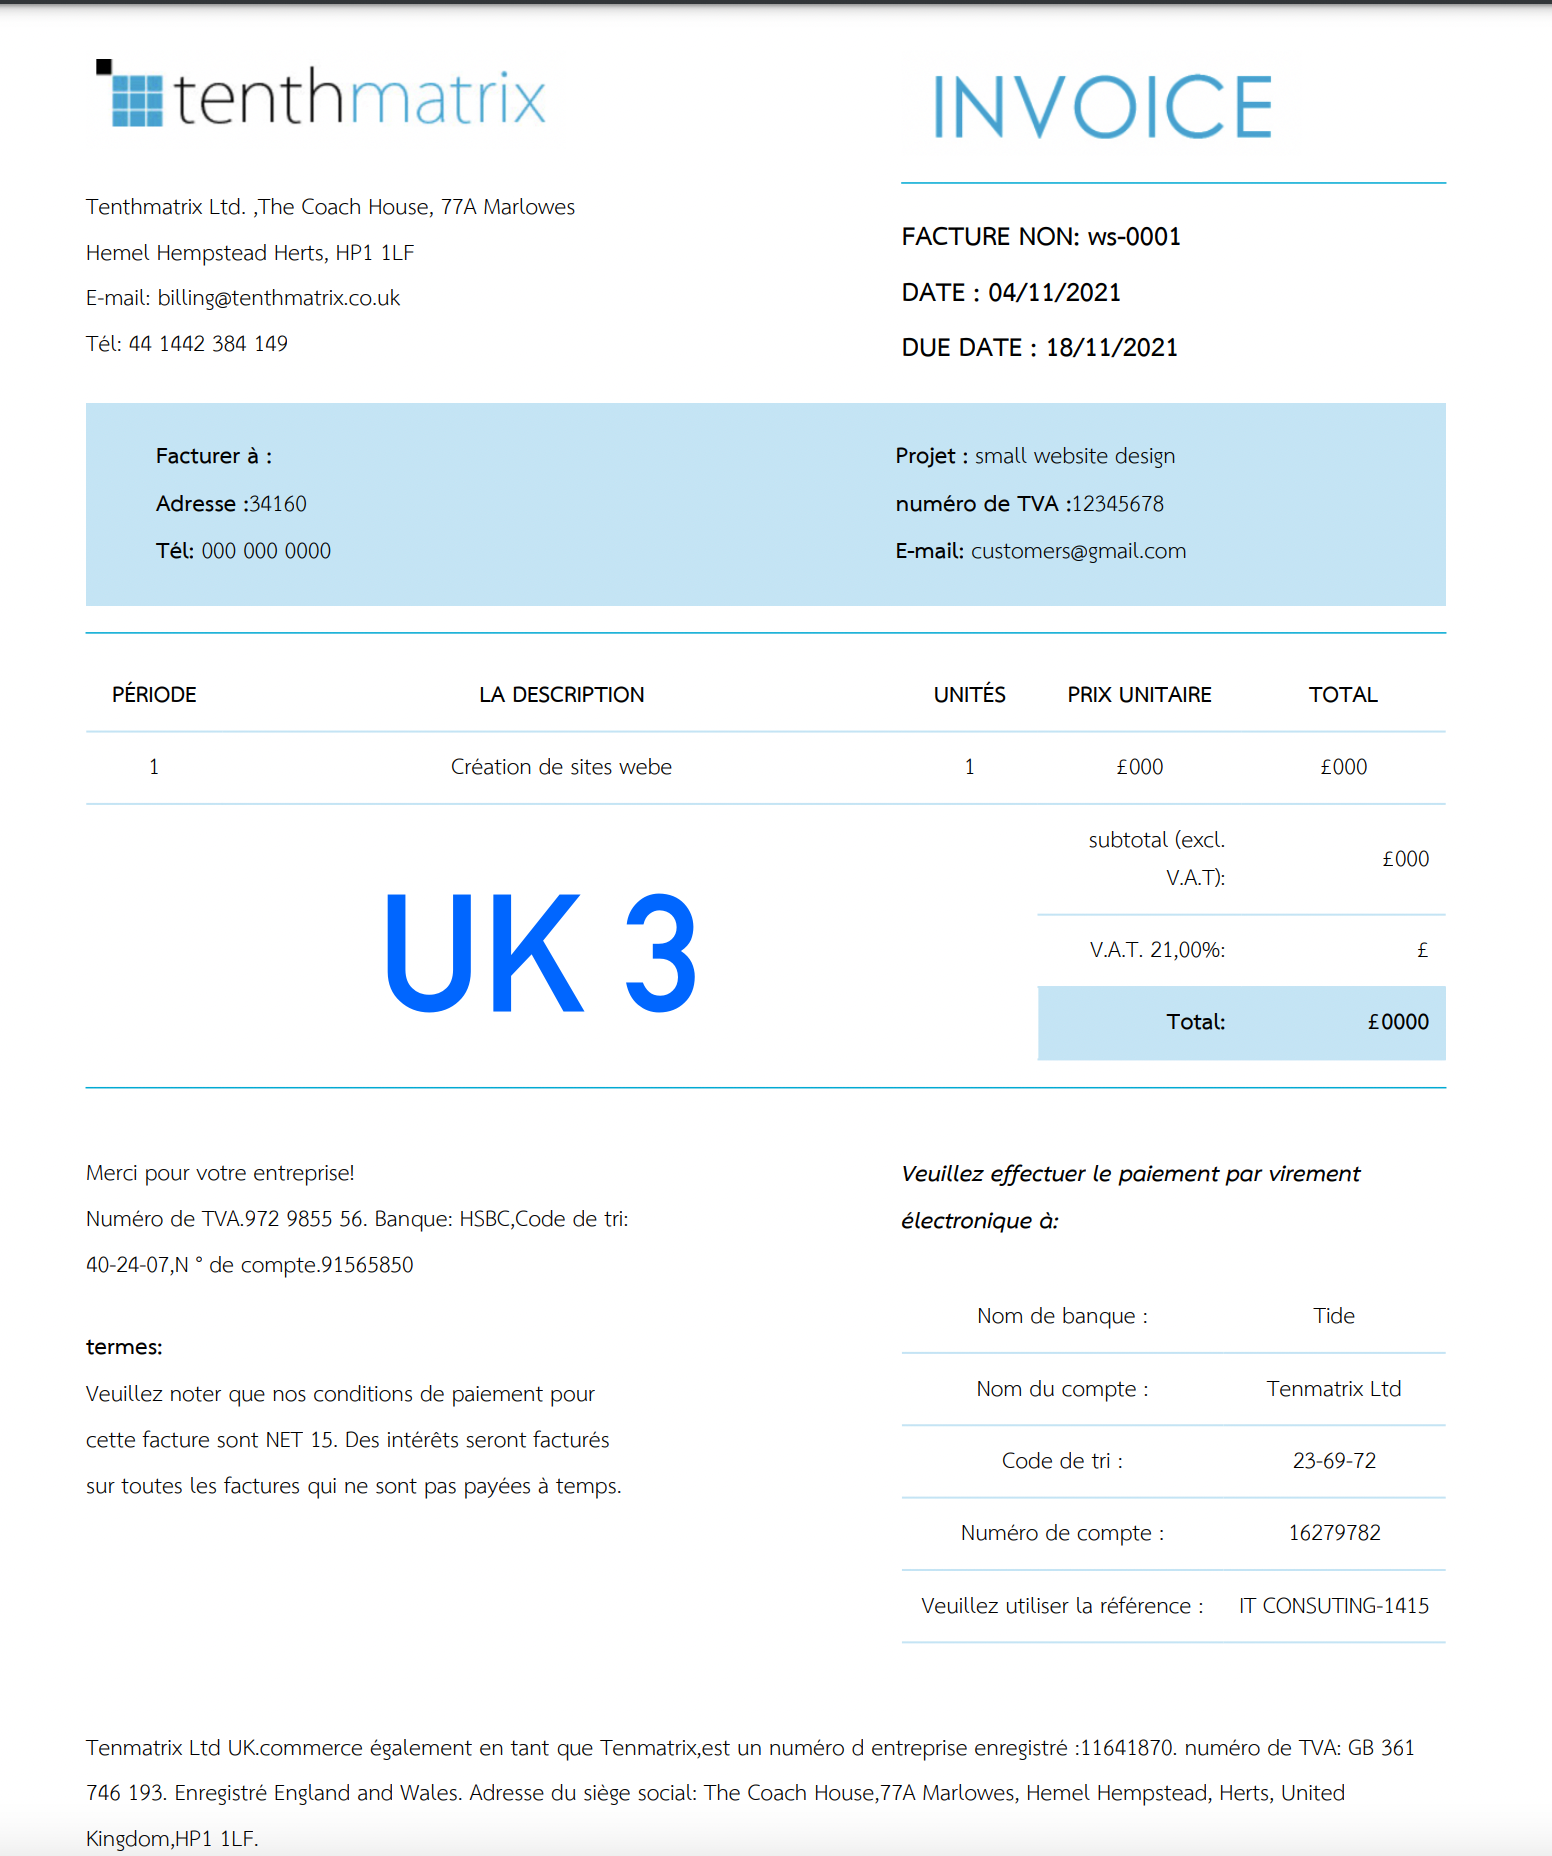 tenthmatrix
INVOICE
Tenthmatrix Ltd. ,The Coach House, 77A Marlowes
Hemel Hempstead Herts, HP1 1LF
E-mail: billing@tenthmatrix.co.uk
Tél: 44 1442 384 149
FACTURE NON: ws-0001
DATE : 04/11/2021
DUE DATE : 18/11/2021
Facturer à :
Adresse :34160
Tél: 000 000 0000
Projet : small website design
numéro de TVA :12345678
E-mail: customers@gmail.com
PÉRIODE LA DESCRIPTION UNITÉS PRIX UNITAIRE TOTAL
1 Création de sites webe 1 £000 £000
subtotal (excl.
V.A.T): £000
V.A.T. 21,00%: £
Total: £0000
UK 3
Merci pour votre entreprise!
Numéro de TVA.972 9855 56. Banque: HSBC,Code de tri:
40-24-07,N ° de compte.91565850
termes:
Veuillez noter que nos conditions de paiement pour
cette facture sont NET 15. Des intérêts seront facturés
sur toutes les factures qui ne sont pas payées à temps.
Veuillez effectuer le paiement par virement
électronique à:
Nom de banque : Tide
Nom du compte : Tenmatrix Ltd
Code de tri : 23-69-72
Numéro de compte : 16279782
Veuillez utiliser la référence : IT CONSUTING-1415
Tenmatrix Ltd UK.commerce également en tant que Tenmatrix,est un numéro d entreprise enregistré :11641870. numéro de TVA: GB 361
746 193. Enregistré England and Wales. Adresse du siège social: The Coach House,77A Marlowes, Hemel Hempstead, Herts, United
Kingdom,HP1 1LF.